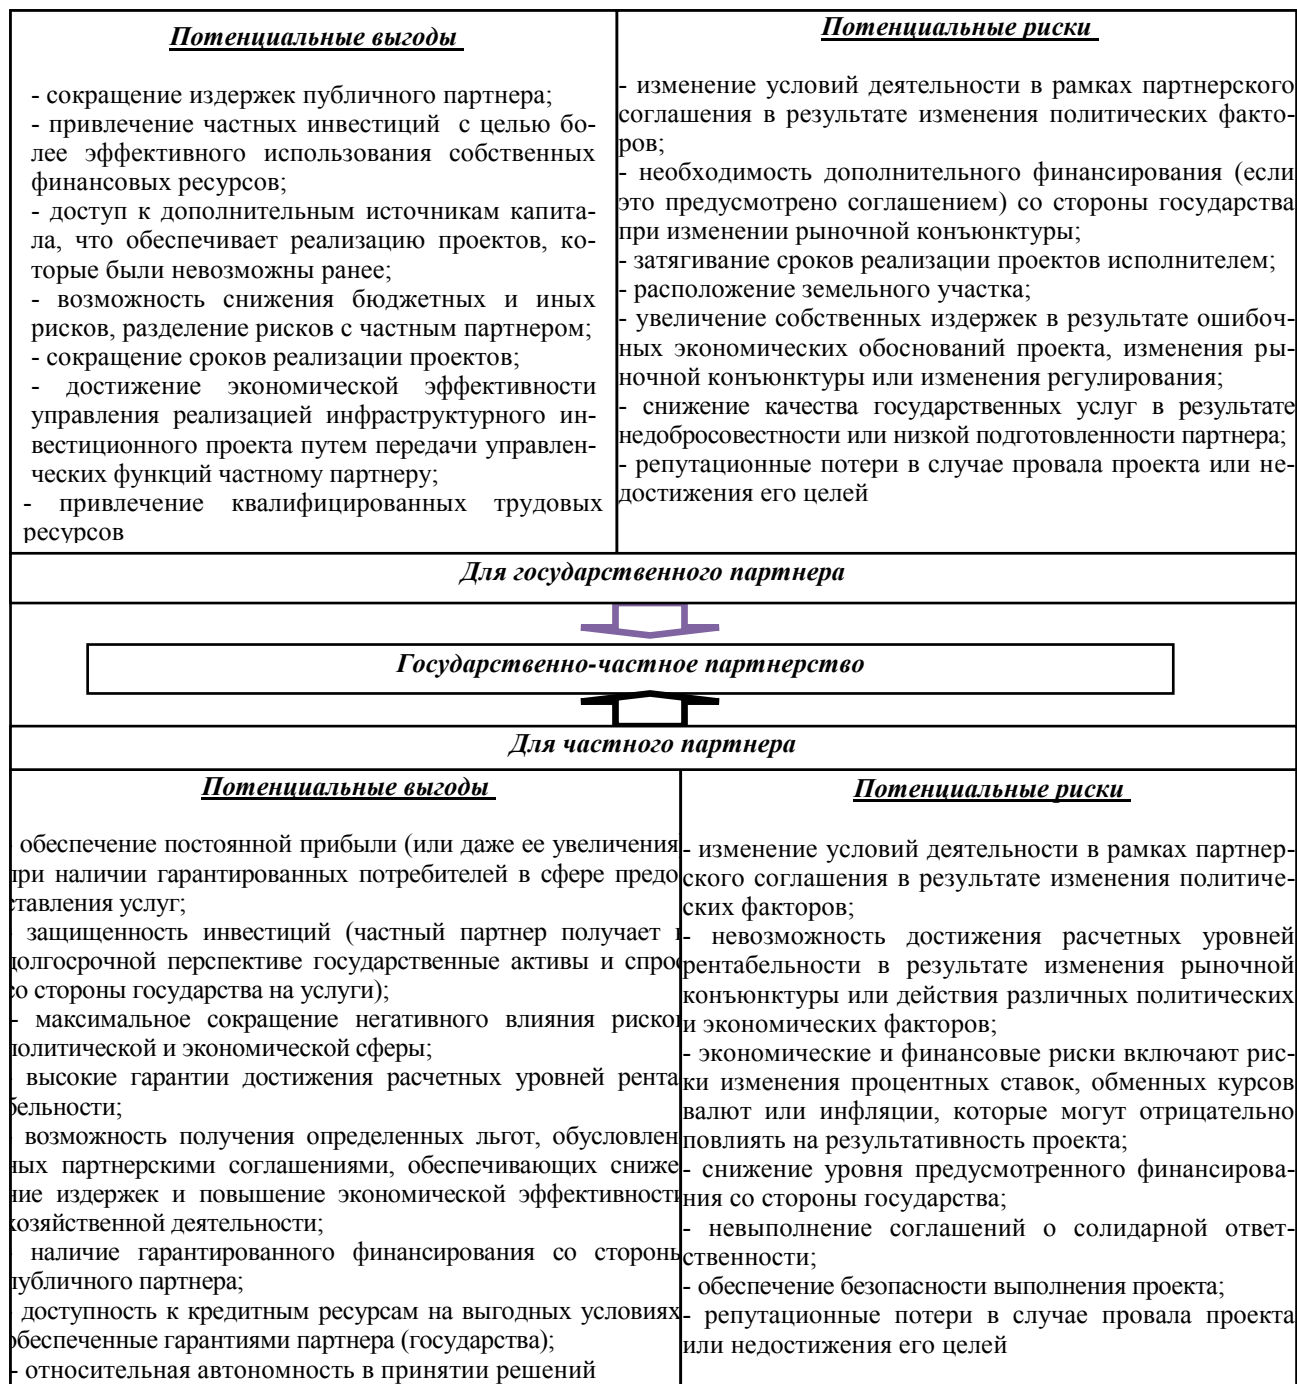 Потенциальные выгоды
- сокращение издержек публичного партнера;
- привлечение частных инвестиций с целью бо-
лее эффективного использования собственных
финансовых ресурсов;
- доступ к дополнительным источникам капита-
ла, что обеспечивает реализацию проектов, ко-
торые были невозможны ранее;
- возможность снижения бюджетных и иных
рисков, разделение рисков с частным партнером;
- сокращение сроков реализации проектов;
- достижение экономической эффективности
управления реализацией инфраструктурного ин-
вестиционного проекта путем передачи управлен-
ческих функций частному партнеру;
- привлечение квалифицированных трудовых
ресурсов
Потенциальные риски
- изменение условий деятельности в рамках партнерского
соглашения в результате изменения политических факто-
ров;
- необходимость дополнительного финансирования (если
это предусмотрено соглашением) со стороны государства
при изменении рыночной конъюнктуры;
- затягивание сроков реализации проектов исполнителем;
- расположение земельного участка;
- увеличение собственных издержек в результате ошибоч-
ных экономических обоснований проекта, изменения ры-
ночной конъюнктуры или изменения регулирования;
- снижение качества государственных услуг в результате
недобросовестности или низкой подготовленности партнера;
- репутационные потери в случае провала проекта или не-
достижения его целей
Для государственного партнера
Государственно-частное партнерство
Для частного партнера
Потенциальные выгоды
обеспечение постоянной прибыли (или даже ее увеличения
при наличии гарантированных потребителей в сфере предо
ставления услуг;
защищенность инвестиций (частный партнер получает в
долгосрочной перспективе государственные активы и спрос
со стороны государства на услуги);
- максимальное сокращение негативного влияния рисков
политической и экономической сферы;
высокие гарантии достижения расчетных уровней рента
бельности;
возможность получения определенных льгот, обусловлен
ных партнерскими соглашениями, обеспечивающих сниже
ние издержек и повышение экономической эффективности
хозяйственной деятельности;
наличие гарантированного финансирования со стороны
публичного партнера;
доступность к кредитным ресурсам на выгодных условиях
обеспеченные гарантиями партнера (государства);
- относительная автономность в принятии решений
Потенциальные риски
- изменение условий деятельности в рамках партнер-
ского соглашения в результате изменения политиче-
ских факторов;
- невозможность достижения расчетных уровней
рентабельности в результате изменения рыночной
конъюнктуры или действия различных политических
и экономических факторов;
- экономические и финансовые риски включают рис-
ки изменения процентных ставок, обменных курсов
валют или инфляции, которые могут отрицательно
повлиять на результативность проекта;
- снижение уровня предусмотренного финансирова-
ния со стороны государства;
- невыполнение соглашений о солидарной ответ-
ственности;
- обеспечение безопасности выполнения проекта;
- репутационные потери в случае провала проекта
или недостижения его целей